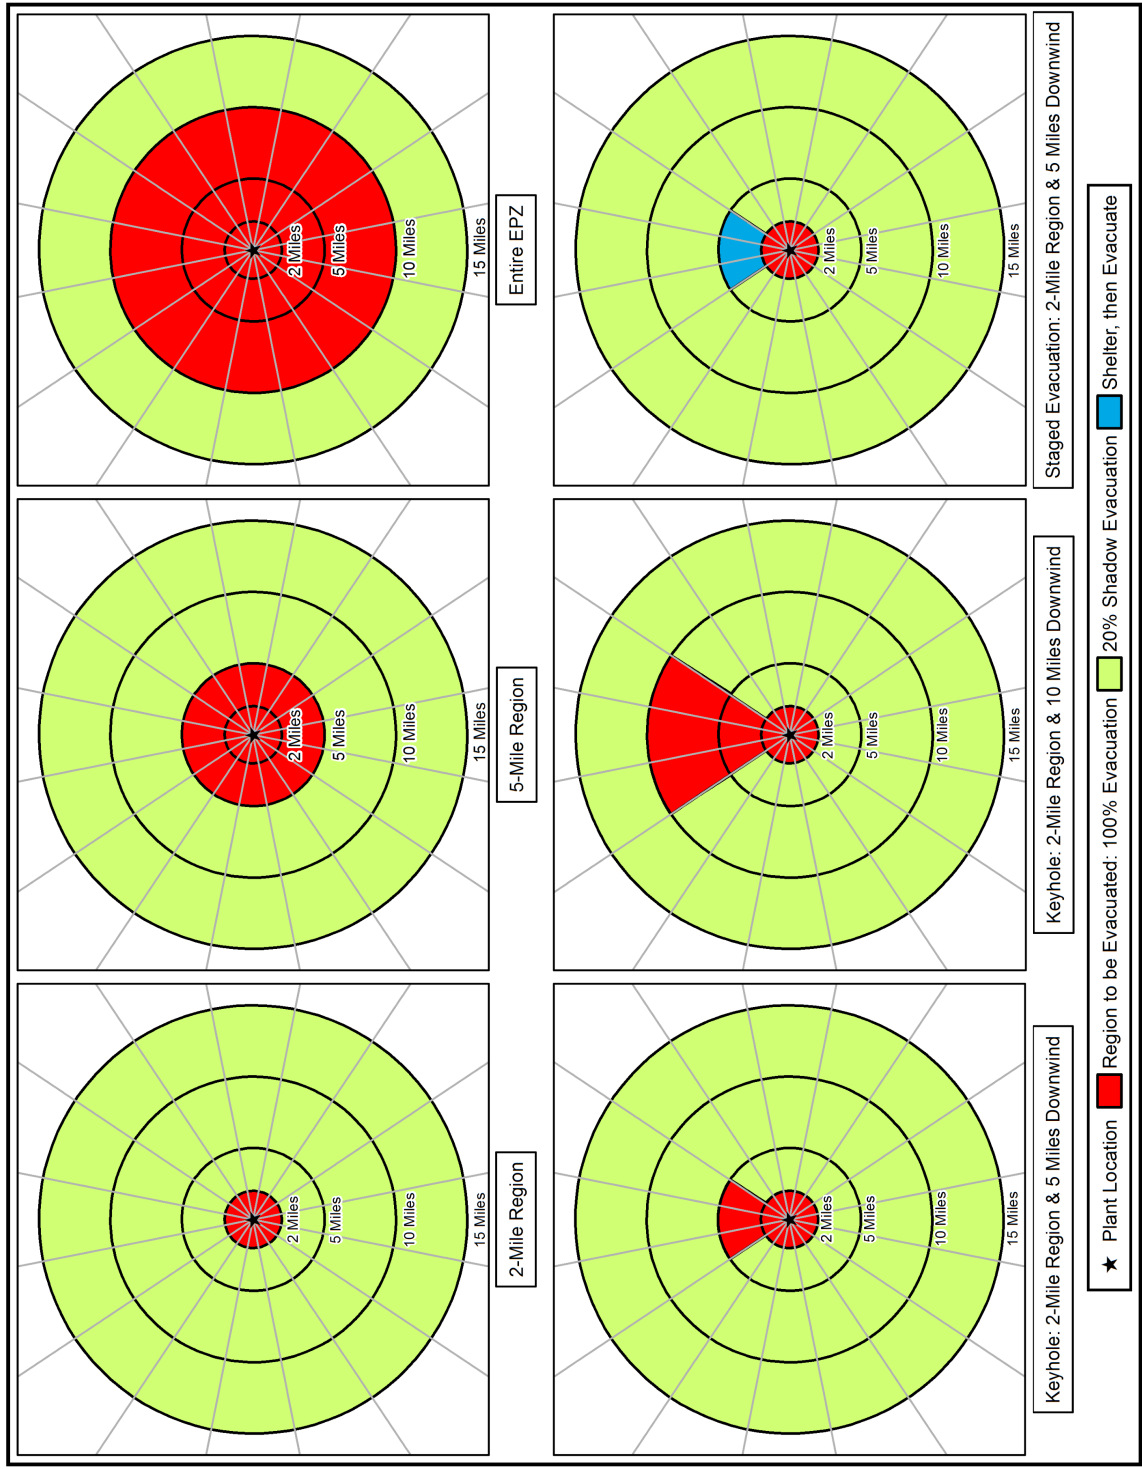 2 Miles
5 Miles
10 Miles
15 Miles
2-Mile Region
2 Miles
5 Miles
10 Miles
15 Miles
5-Mile Region
2 Miles
5 Miles
10 Miles
15 Miles
Entire EPZ
2 Miles
5 Miles
10 Miles
15 Miles
Keyhole: 2-Mile Region & 5 Miles Downwind
2 Miles
5 Miles
10 Miles
15 Miles
Keyhole: 2-Mile Region & 10 Miles Downwind
2 Miles
5 Miles
10 Miles
15 Miles
Staged Evacuation: 2-Mile Region & 5 Miles Downwind
Plant Location Region to be Evacuated: 100% Evacuation 20% Shadow Evacuation Shelter, then Evacuate